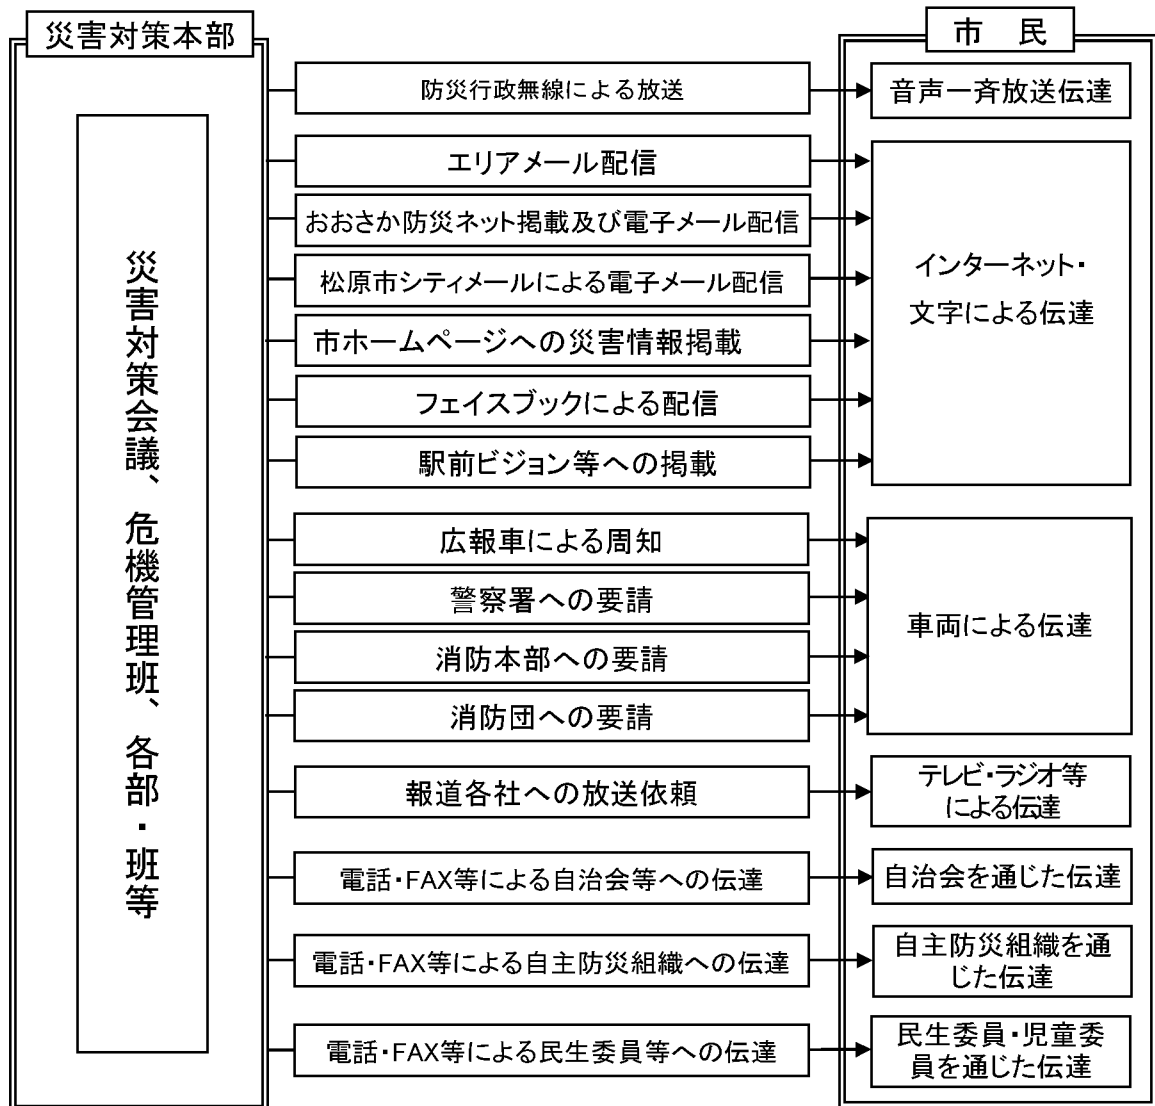 災害対策本部
市　民
災害対策会議、危機管理班、各部・班等
防災行政無線による放送
音声一斉放送伝達
エリアメール配信
おおさか防災ネット掲載及び電子メール配信
松原市シティメールによる電子メール配信
市ホームページへの災害情報掲載
フェイスブックによる配信
駅前ビジョン等への掲載
インターネット・
文字による伝達
広報車による周知
警察署への要請
消防本部への要請
消防団への要請
車両による伝達
報道各社への放送依頼
テレビ・ラジオ等
による伝達
電話・FAX等による自治会等への伝達
自治会を通じた伝達
電話・FAX等による自主防災組織への伝達
自主防災組織を通
じた伝達
電話・FAX等による民生委員等への伝達
民生委員・児童委
員を通じた伝達